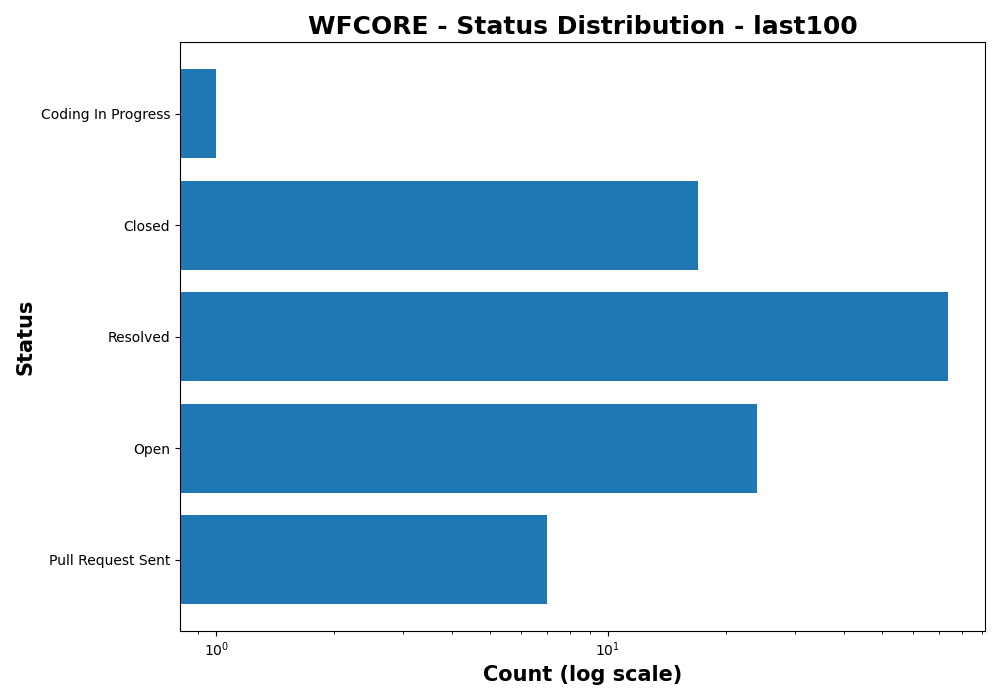 WFCORE - Status Distribution - last100
Status
Coding In Progress
Closed
Resolved
Open
Pull Request Sent
10⁰
10¹
Count (log scale)